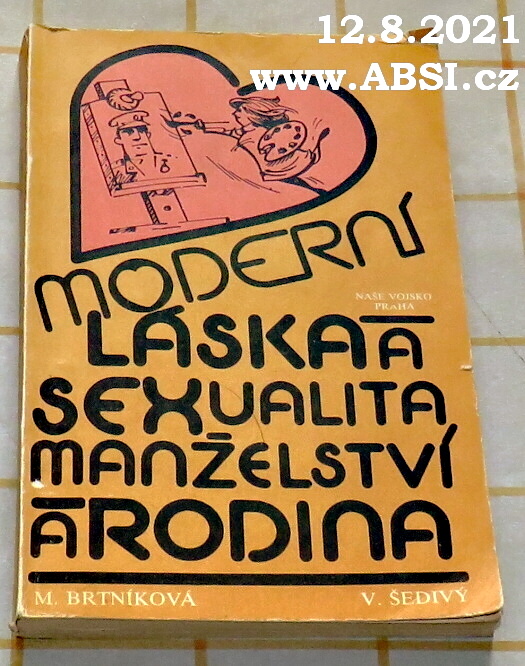 12.8.2021
www.ABSI.cz
MODERNÍ
NAŠE VOJSKO
PRAHA
LÁSKA A
SEXUALITA
MANŽELSTVÍ
A RODINA
M. BRTNÍKOVÁ V. ŠEDIVÝ